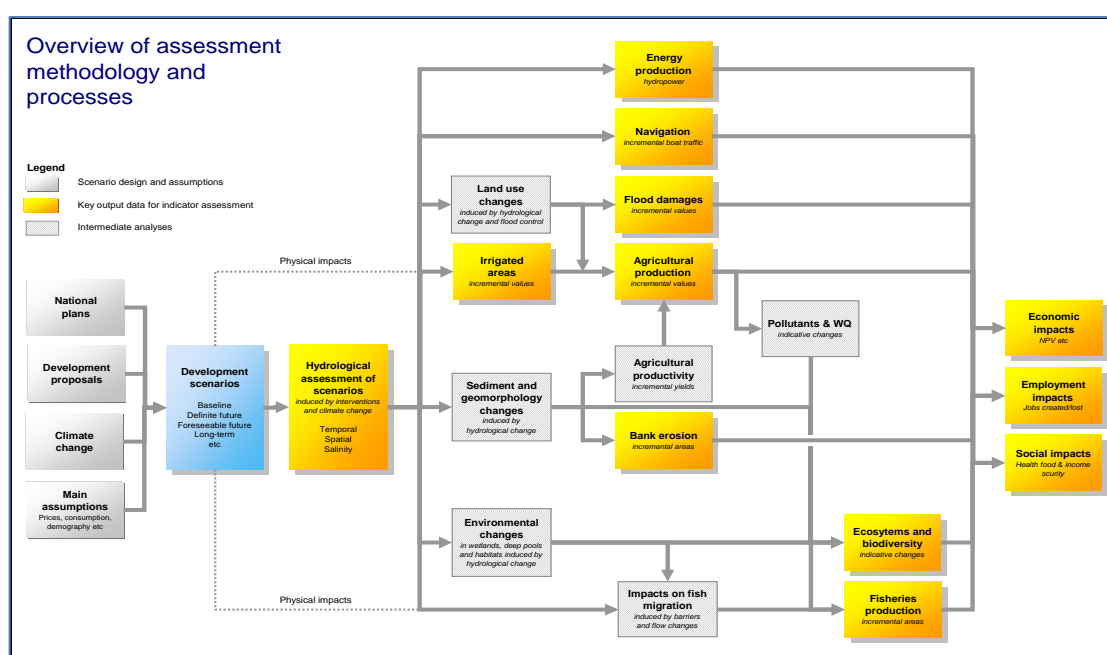 Overview of assessment
methodology and
processes
Legend
Scenario design and assumptions
Key output data for indicator assessment
Intermediate analyses
National
plans
Development
proposals
Climate
change
Main
assumptions
Prices, consumption,
demography etc
Physical impacts
Development
scenarios
Baseline
Definite future
Foreseeable future
Long-term
etc
Physical impacts
Hydrological
assessment of
scenarios
induced by interventions
and climate change
Temporal
Spatial
Salinity
Land use
changes
induced by hydrological
change and flood control
Irrigated
areas
incremental values
Sediment and
geomorphology
changes
induced by
hydrological change
Environmental
changes
in wetlands, deep pools
and habitats induced by
hydrological change
Energy
production
hydropower
Navigation
incremental boat traffic
Flood damages
incremental values
Agricultural
production
incremental values
Agricultural
productivity
incremental yields
Bank erosion
incremental areas
Impacts on fish
migration
induced by barriers
and flow changes
Pollutants & WQ
indicative changes
Ecosytems and
biodiversity
indicative changes
Fisheries
production
incremental areas
Economic
impacts
NPV etc
Employment
impacts
Jobs created/lost
Social impacts
Health food & income
scurity